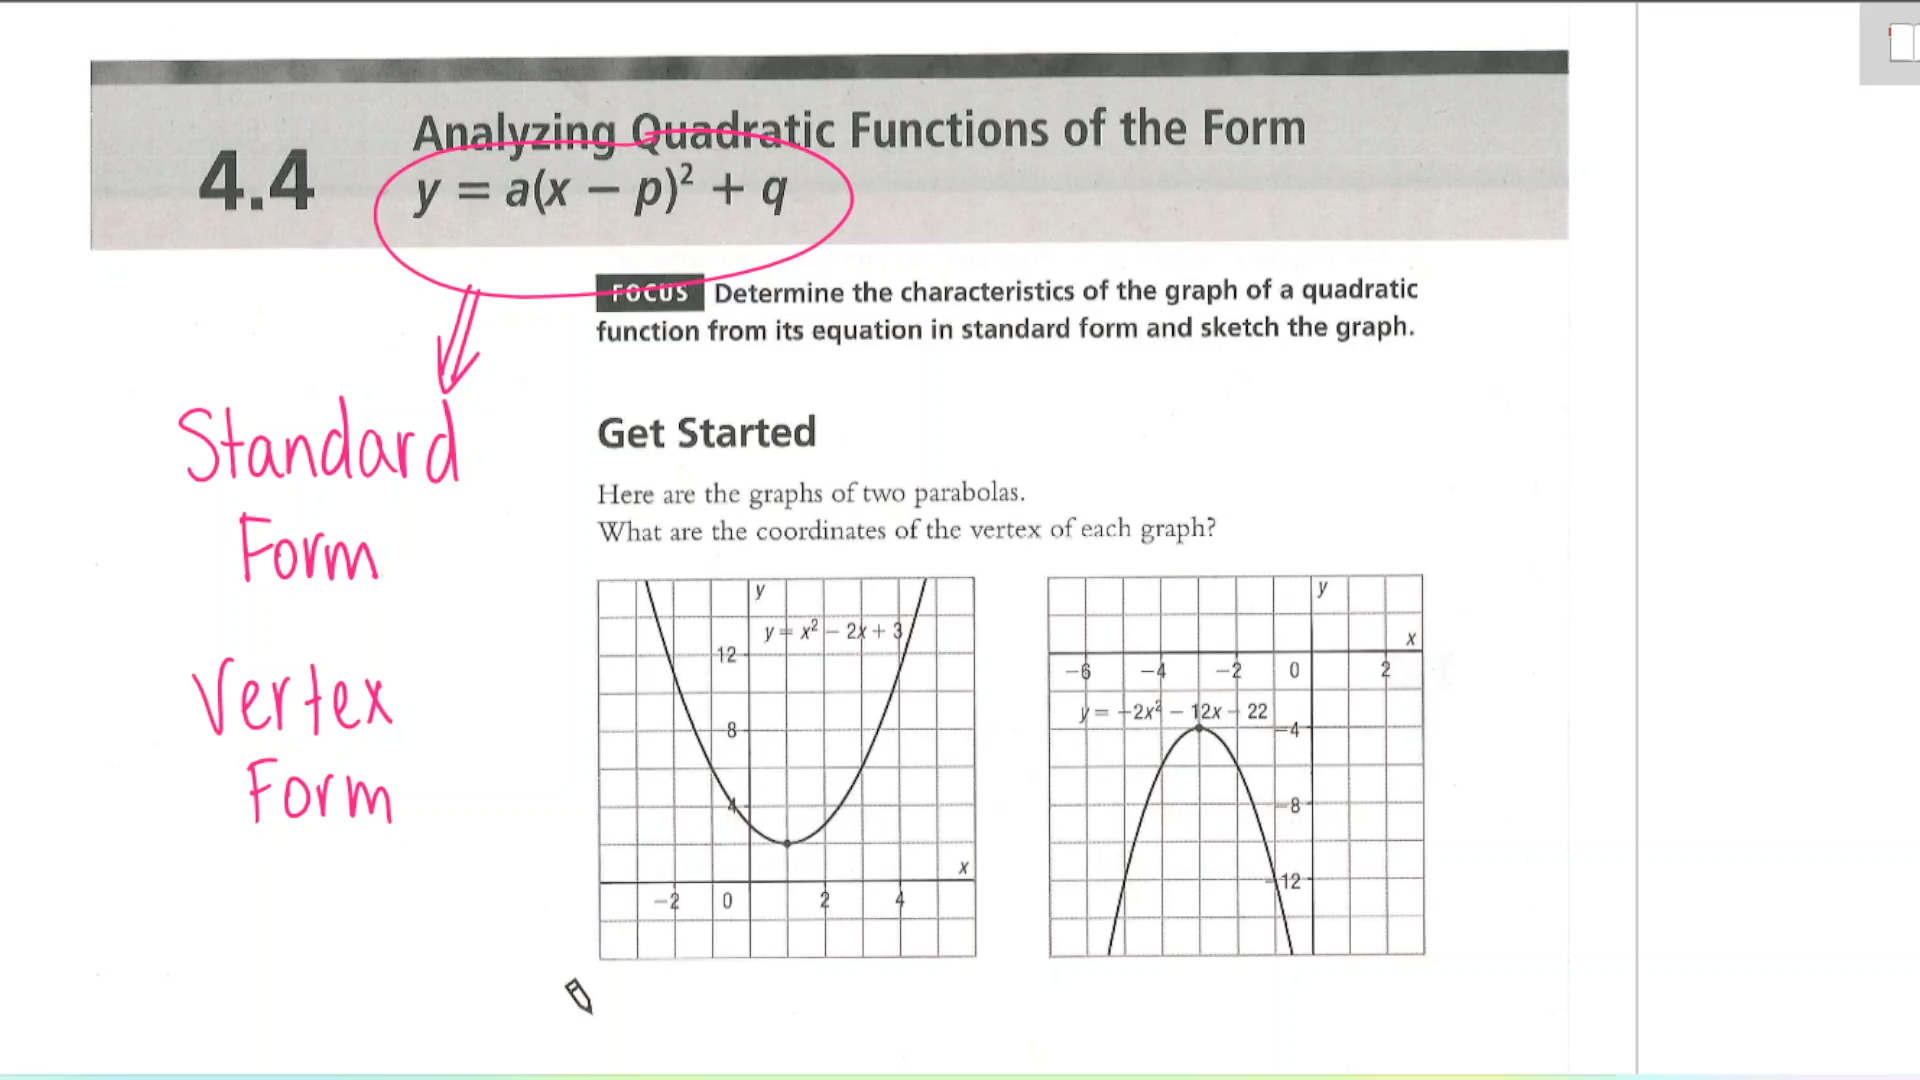 Analyzing Quadratic Functions of the Form
4.4 y = a(x – p)² + q
FOCUS Determine the characteristics of the graph of a quadratic
function from its equation in standard form and sketch the graph.
Standard
Form
Vertex
Form
Get Started
Here are the graphs of two parabolas.
What are the coordinates of the vertex of each graph?
y
y = x² – 2x + 3
12
8
4
x
–2 0 2 4
y
x
–6 –4 –2 0 2
y = –2x² – 12x – 22
–4
–8
–12